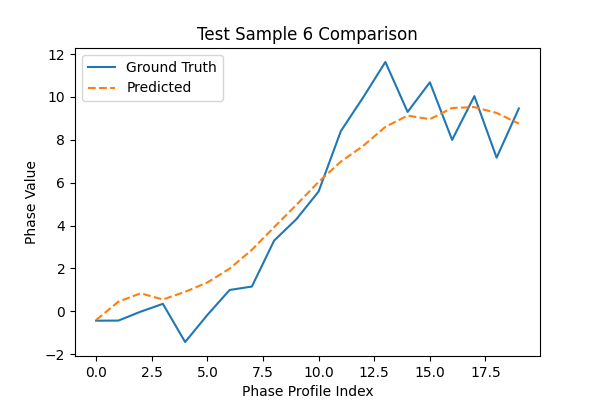 Test Sample 6 Comparison
Ground Truth
Predicted
12
10
8
6
4
2
0
−2
Phase Value
0.0 2.5 5.0 7.5 10.0 12.5 15.0 17.5
Phase Profile Index